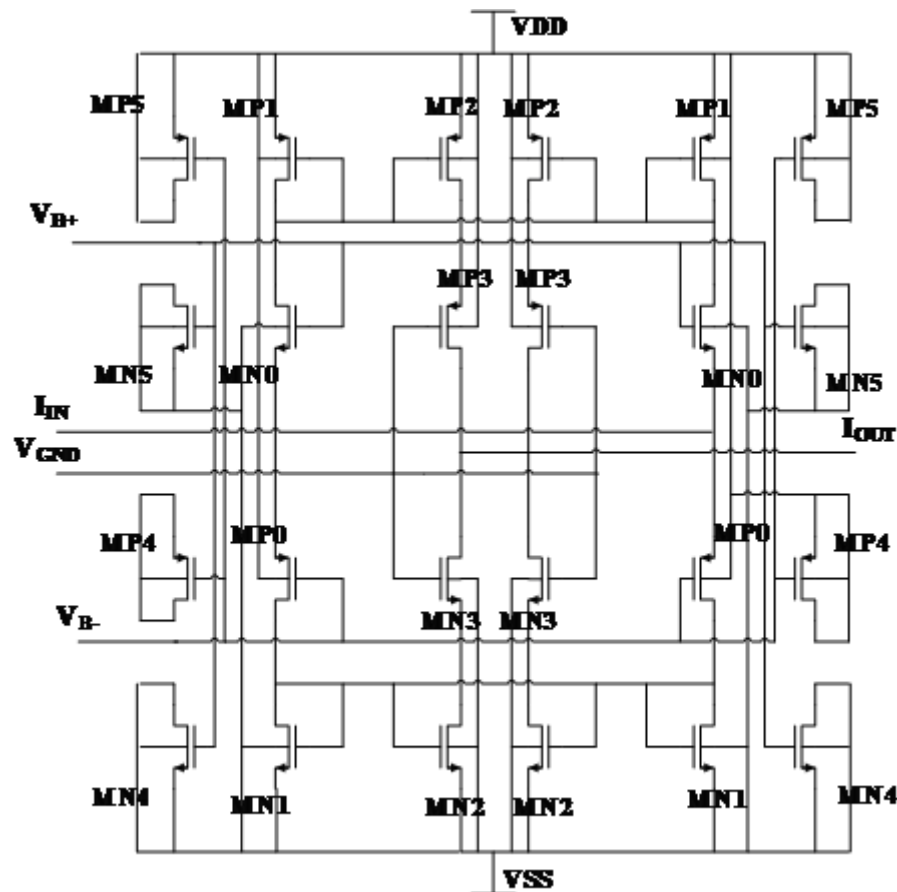 VDD
MP5 MP1 MP2 MP2 MP1 MP5
VB+
MP3 MP3
MN5 MN0 MN0 MN5
IIN
IOUT
VGND
MP4 MP0 MP0 MP4
VB-
MN3 MN3
MN4 MN1 MN2 MN2 MN1 MN4
VSS